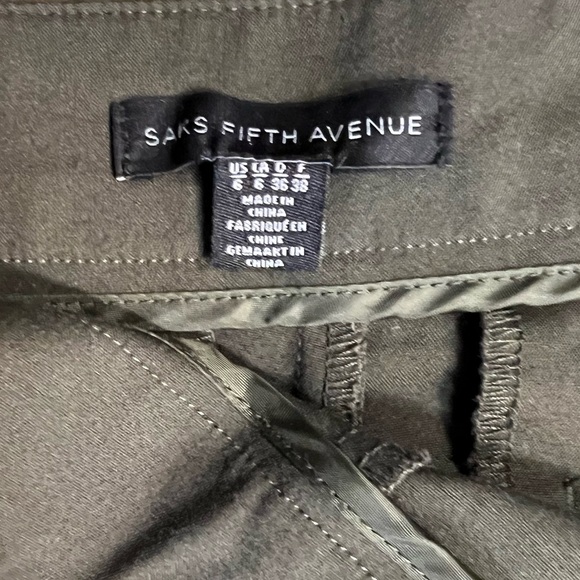 SAKS FIFTH AVENUE
US CA D F
6 6 36 38
MADE IN
CHINA
FABRIQUÉ EN
CHINE
GEMAAKT IN
CHINA